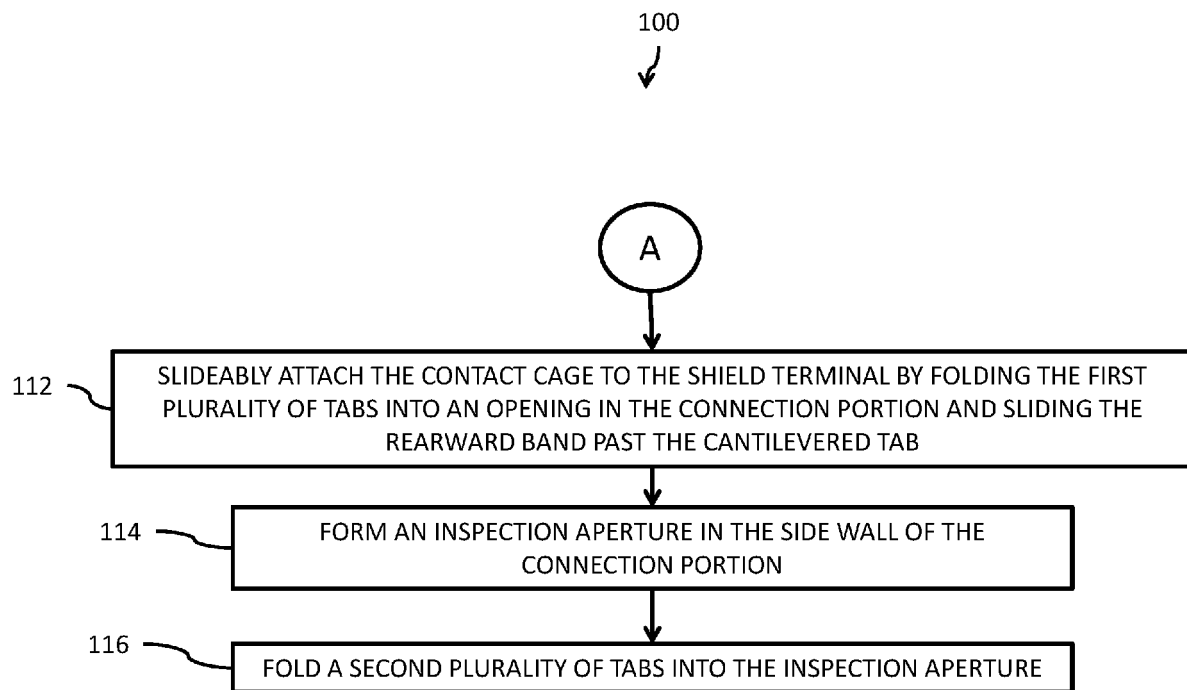 100
A
112
SLIDEABLY ATTACH THE CONTACT CAGE TO THE SHIELD TERMINAL BY FOLDING THE FIRST
PLURALITY OF TABS INTO AN OPENING IN THE CONNECTION PORTION AND SLIDING THE
REARWARD BAND PAST THE CANTILEVERED TAB
114
FORM AN INSPECTION APERTURE IN THE SIDE WALL OF THE
CONNECTION PORTION
116
FOLD A SECOND PLURALITY OF TABS INTO THE INSPECTION APERTURE